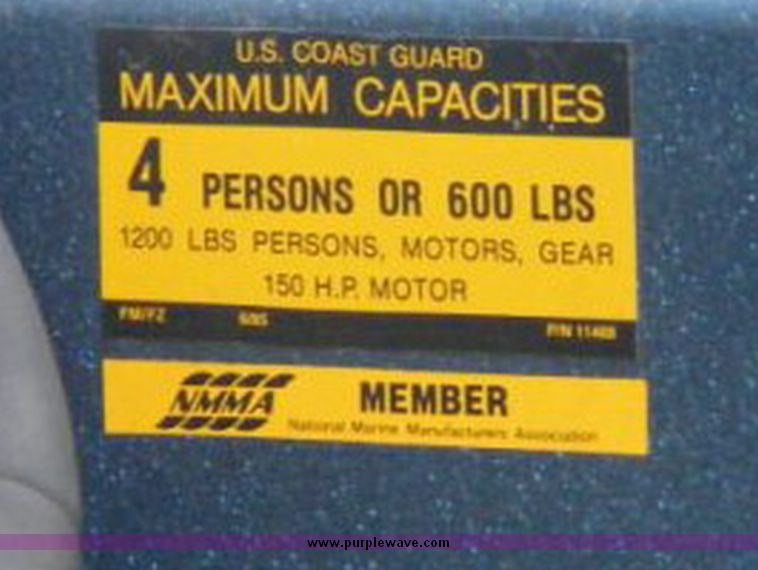 U.S. COAST GUARD
MAXIMUM CAPACITIES
4 PERSONS OR 600 LBS
1200 LBS PERSONS, MOTORS, GEAR
150 H.P. MOTOR
NMMA MEMBER
National Marine Manufacturers Association
www.purplewave.com